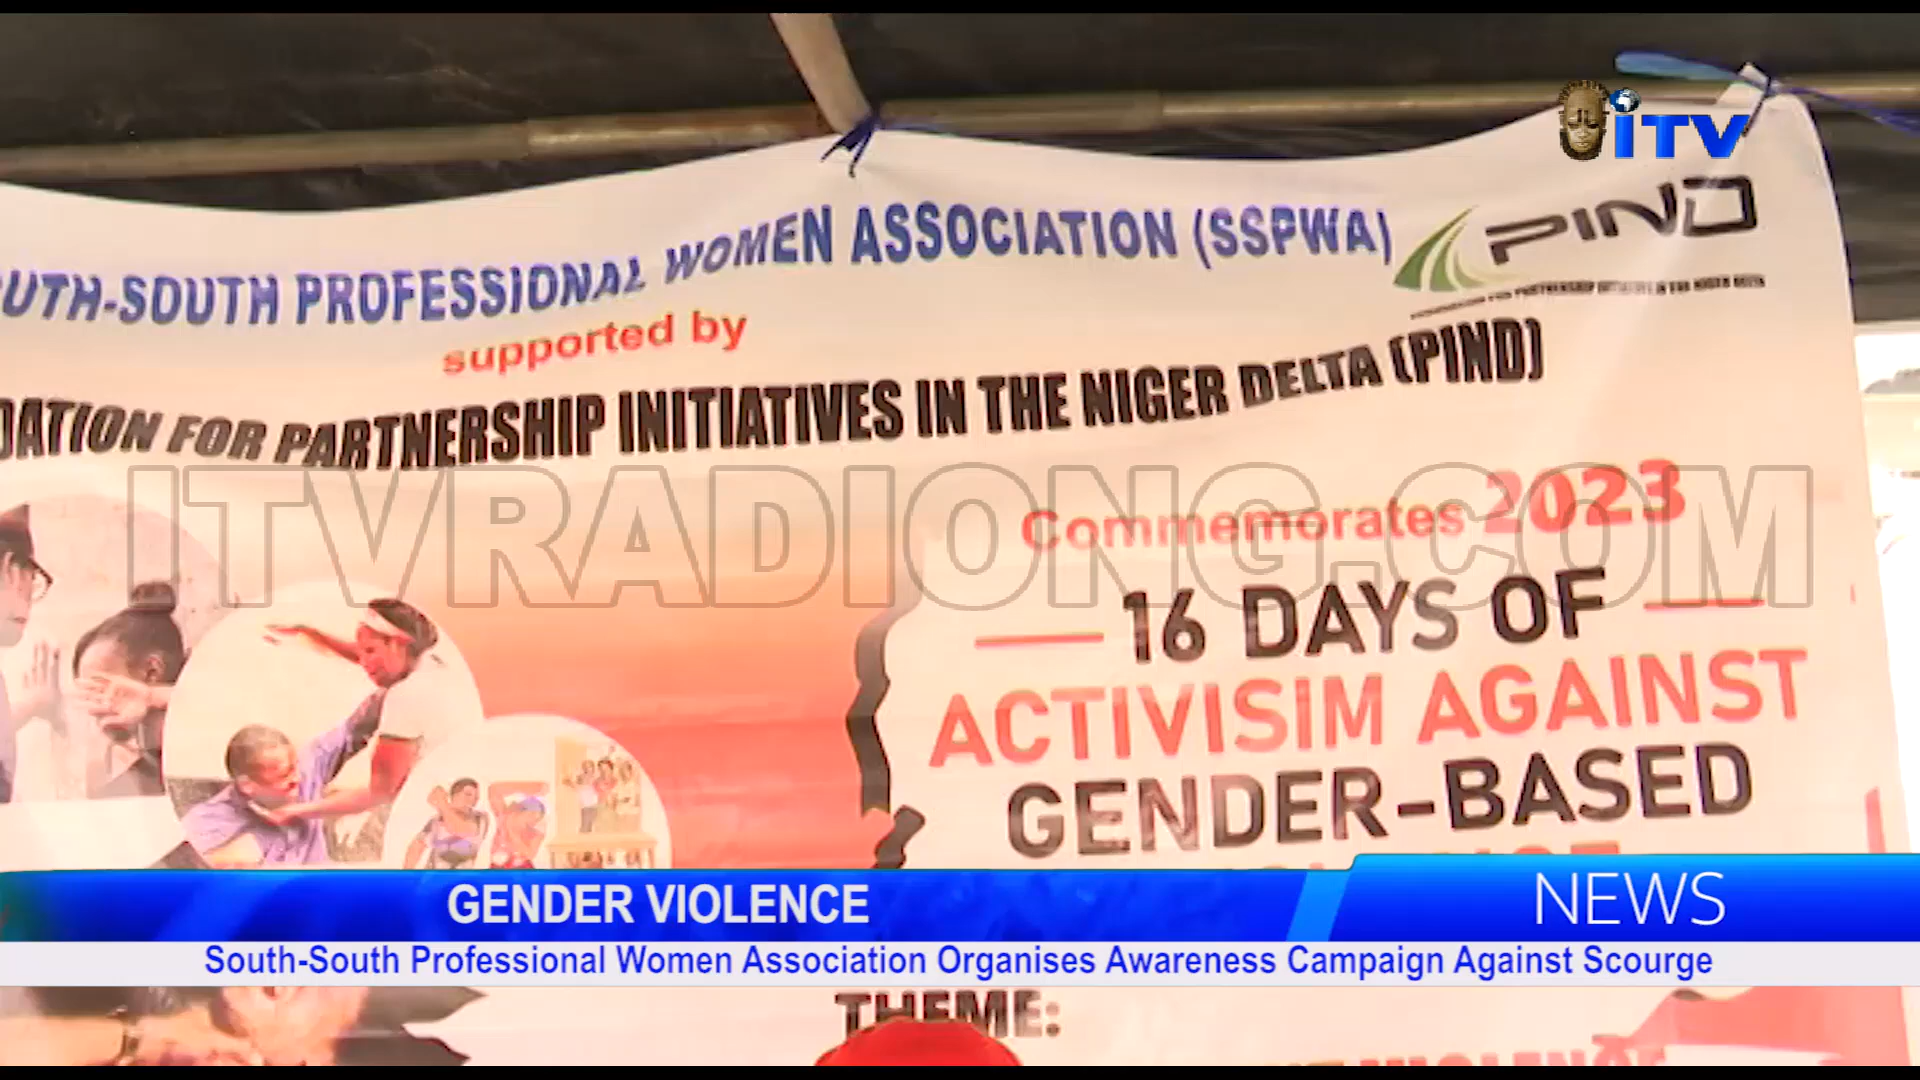 iTV
UTH-SOUTH PROFESSIONAL WOMEN ASSOCIATION (SSPWA)
PIND
supported by
DATION FOR PARTNERSHIP INITIATIVES IN THE NIGER DELTA (PIND)
ITVRADIONG.COM
Commemorates 2023
16 DAYS OF
ACTIVISIM AGAINST
GENDER-BASED
GENDER VIOLENCE
NEWS
South-South Professional Women Association Organises Awareness Campaign Against Scourge
THEME: